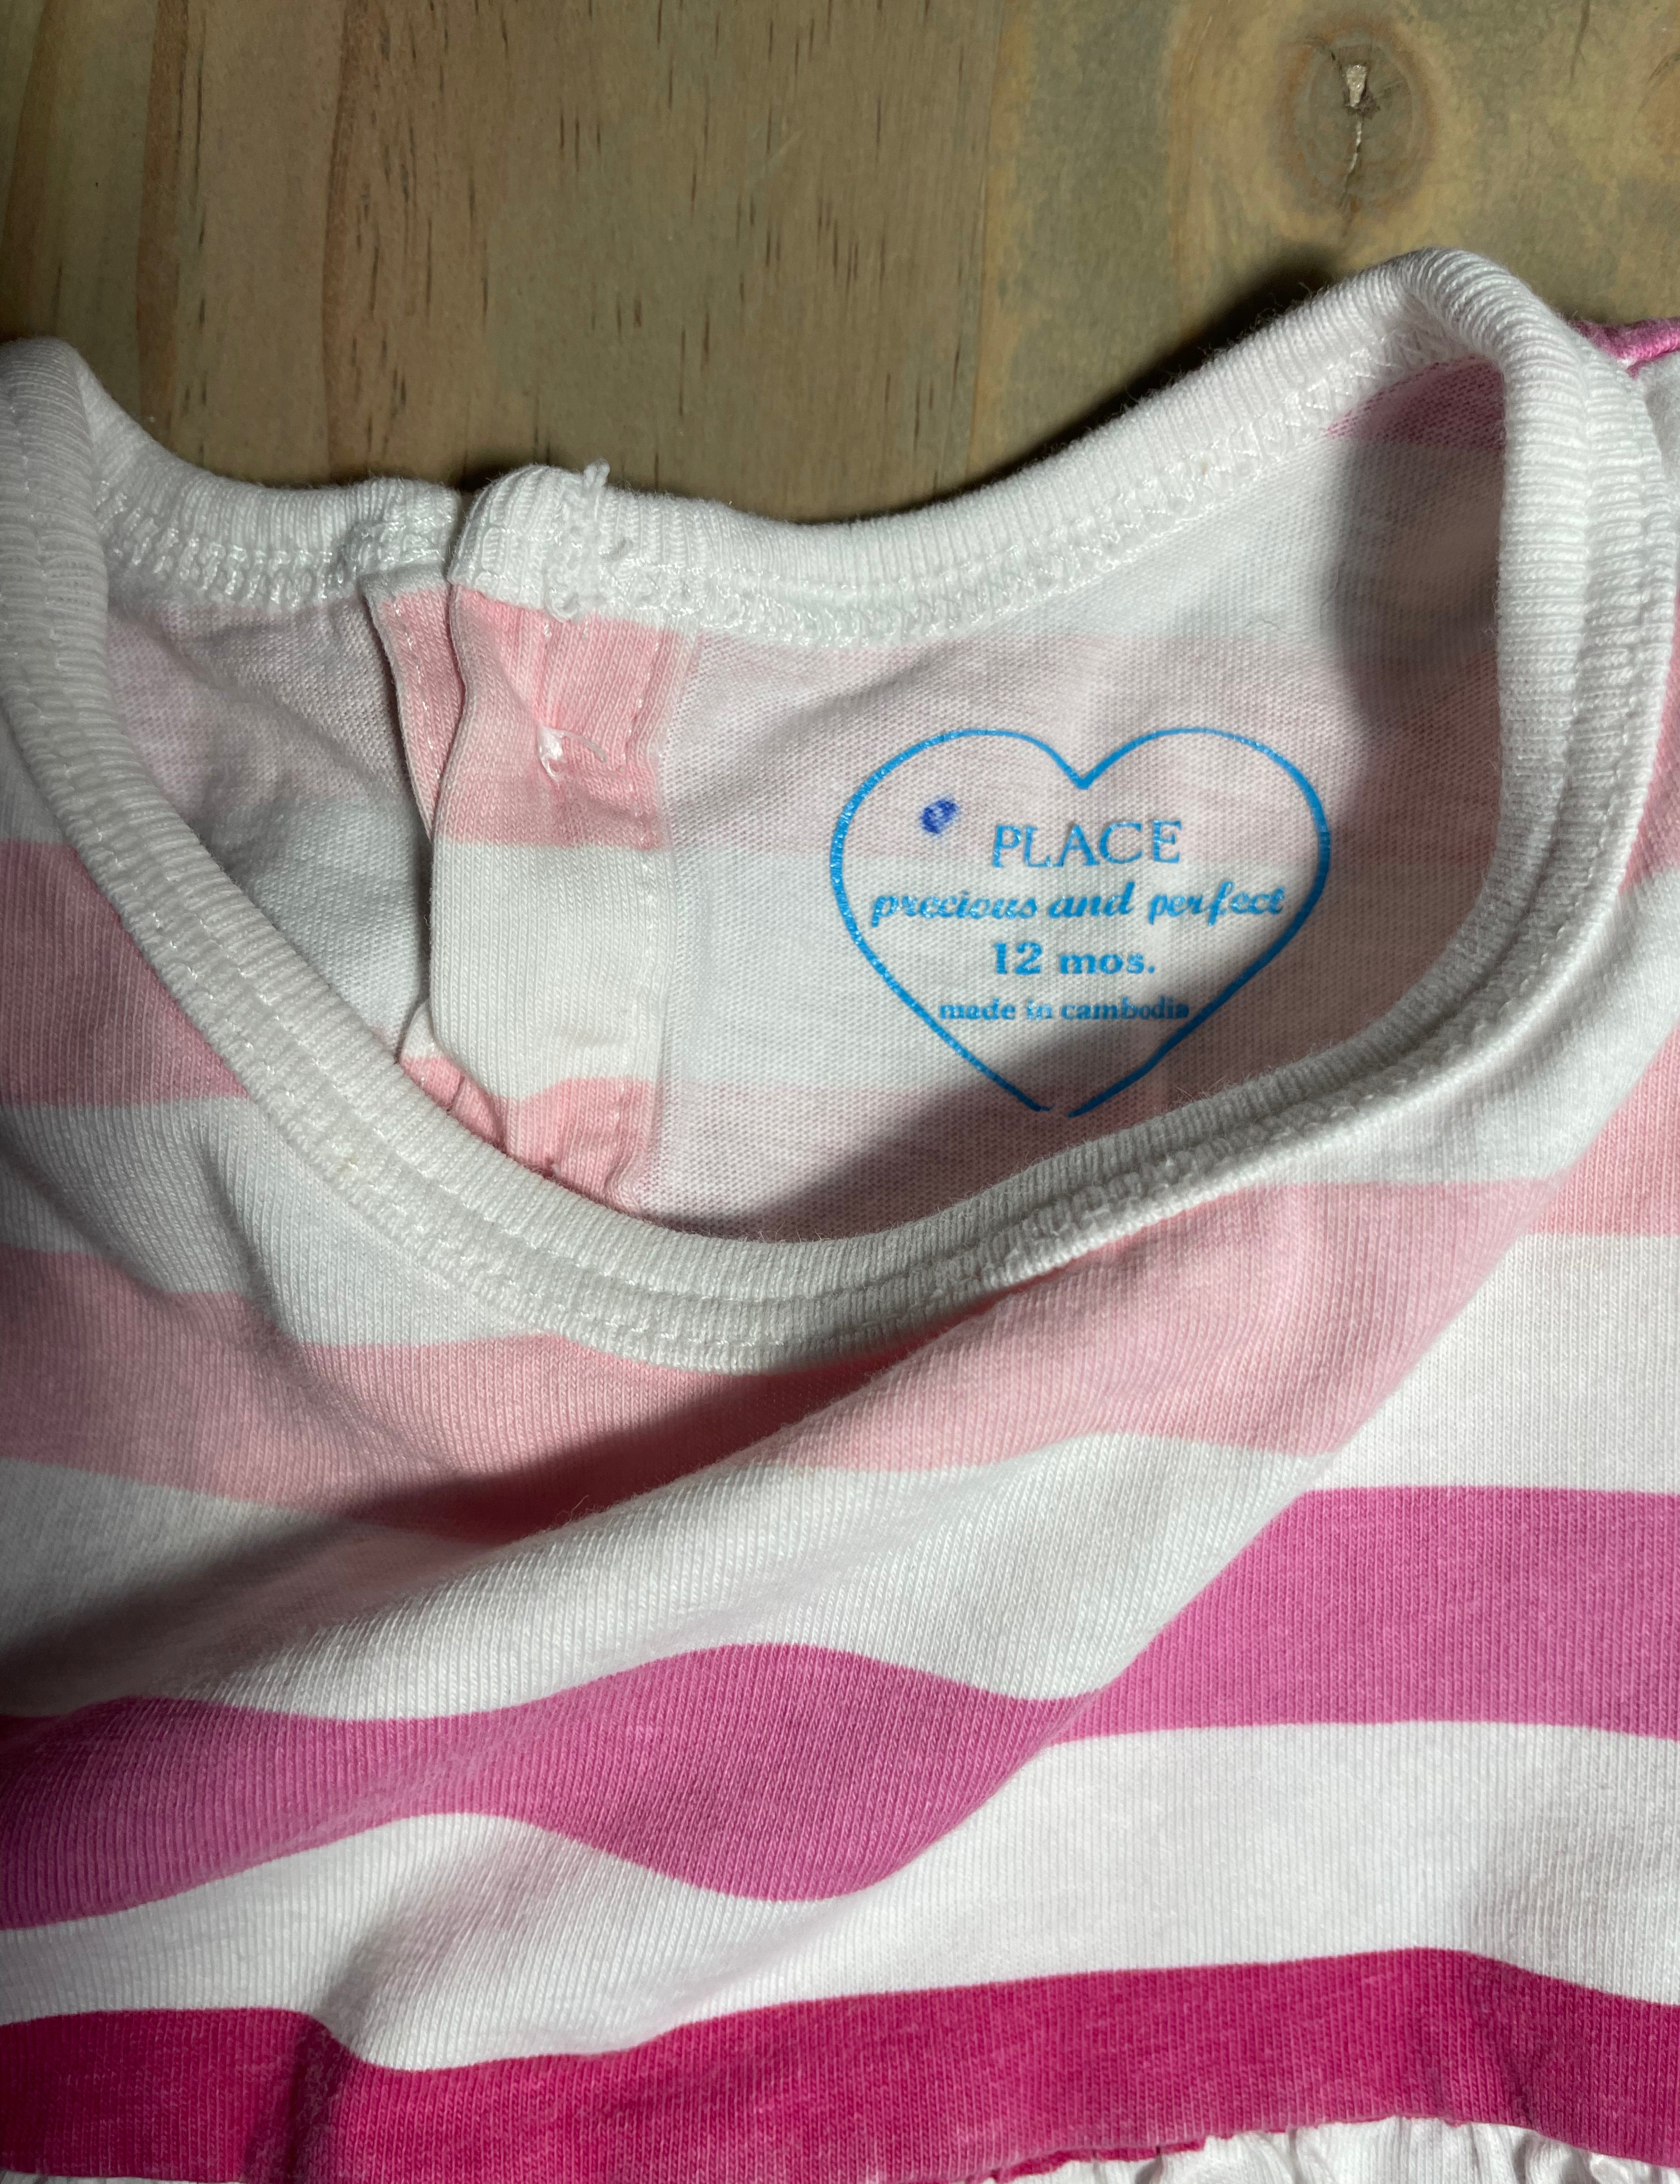 PLACE
precious and perfect
12 mos.
made in cambodia